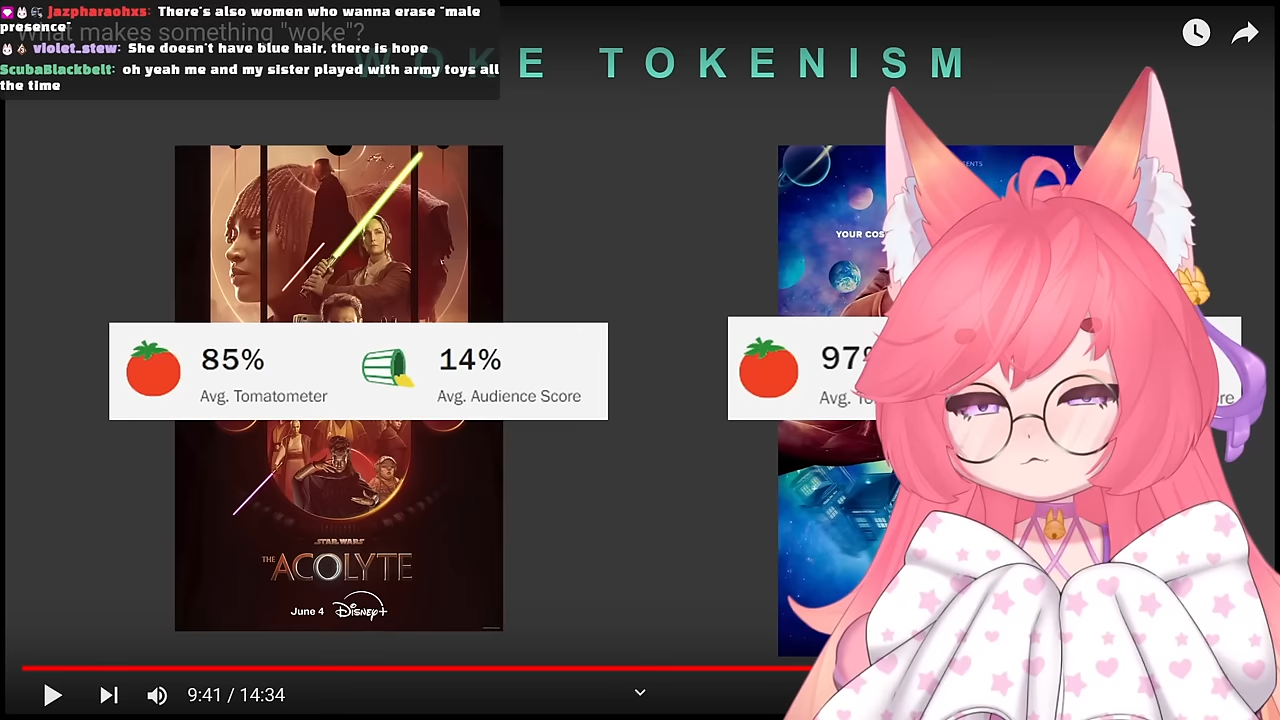 jazpharaohxs: There's also women who wanna erase "male
presence"
What makes something "woke"?
violet_stew: She doesn't have blue hair, there is hope
ScubaBlackbelt: oh yeah me and my sister played with army toys all
the time
WOKE TOKENISM
YOUR COS
85%
Avg. Tomatometer
14%
Avg. Audience Score
97%
Avg. To
re
STAR WARS
THE ACOLYTE
June 4 Disney+
9:41 / 14:34